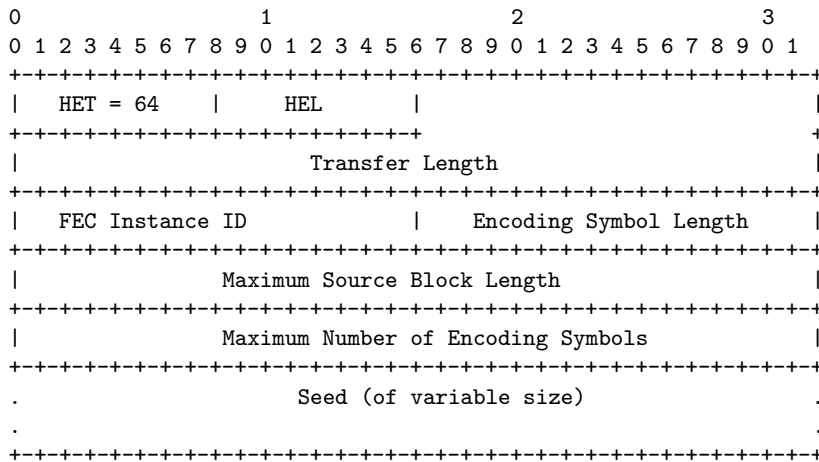 0                   1                   2                   3
0 1 2 3 4 5 6 7 8 9 0 1 2 3 4 5 6 7 8 9 0 1 2 3 4 5 6 7 8 9 0 1
+-+-+-+-+-+-+-+-+-+-+-+-+-+-+-+-+-+-+-+-+-+-+-+-+-+-+-+-+-+-+-+-+
|   HET = 64    |     HEL       |                               |
+-+-+-+-+-+-+-+-+-+-+-+-+-+-+-+-+                               +
|                       Transfer Length                         |
+-+-+-+-+-+-+-+-+-+-+-+-+-+-+-+-+-+-+-+-+-+-+-+-+-+-+-+-+-+-+-+-+
|   FEC Instance ID             |    Encoding Symbol Length     |
+-+-+-+-+-+-+-+-+-+-+-+-+-+-+-+-+-+-+-+-+-+-+-+-+-+-+-+-+-+-+-+-+
|                Maximum Source Block Length                    |
+-+-+-+-+-+-+-+-+-+-+-+-+-+-+-+-+-+-+-+-+-+-+-+-+-+-+-+-+-+-+-+-+
|                Maximum Number of Encoding Symbols             |
+-+-+-+-+-+-+-+-+-+-+-+-+-+-+-+-+-+-+-+-+-+-+-+-+-+-+-+-+-+-+-+-+
.                      Seed (of variable size)                  .
.                                                               .
+-+-+-+-+-+-+-+-+-+-+-+-+-+-+-+-+-+-+-+-+-+-+-+-+-+-+-+-+-+-+-+-+